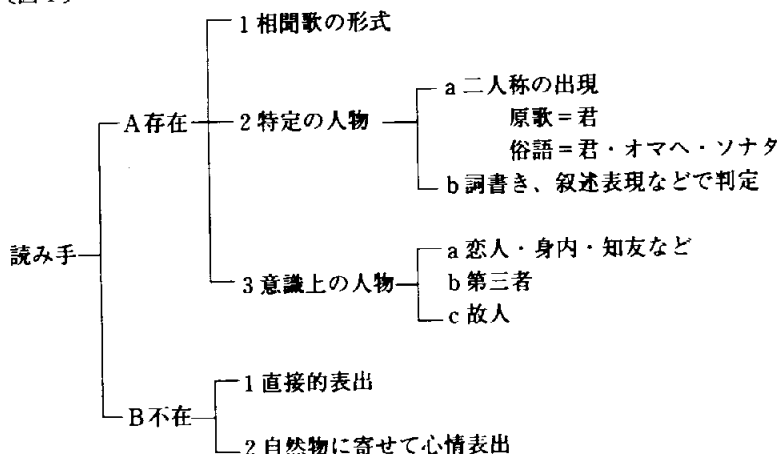 1 相聞歌の形式
A存在
2 特定の人物
a 二人称の出現
原歌=君
俗語=君・オマヘ・ソナタ
b 詞書き、叙述表現などで判定
読み手
3 意識上の人物
a 恋人・身内・知友など
b 第三者
c 故人
B不在
1 直接的表出
2 自然物に寄せて心情表出